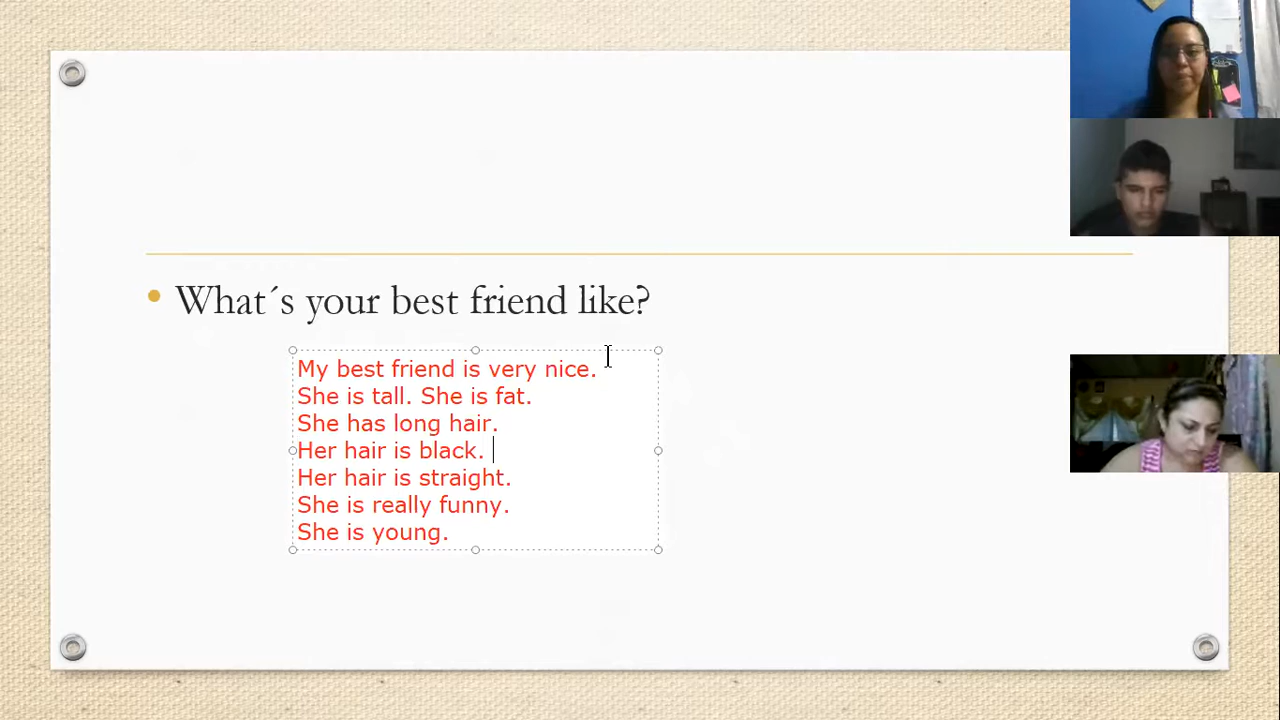 What´s your best friend like?
My best friend is very nice.
She is tall. She is fat.
She has long hair.
Her hair is black.
Her hair is straight.
She is really funny.
She is young.